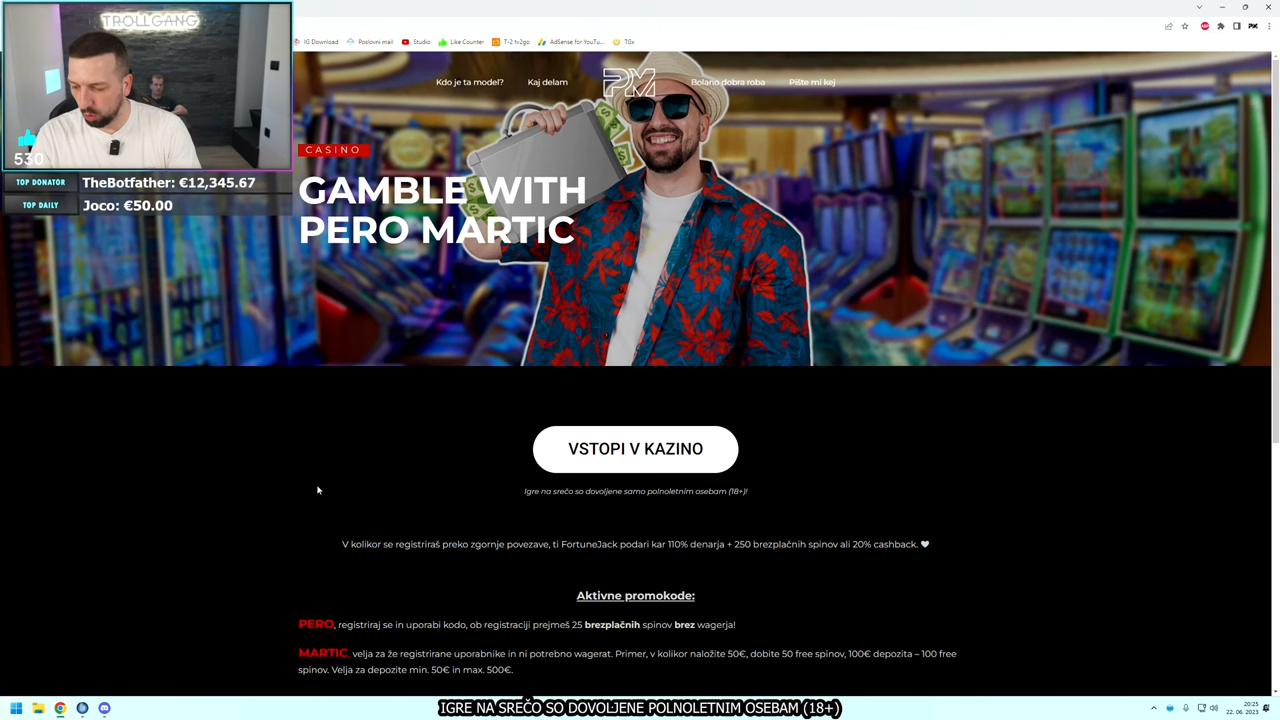 TROLLGANG
530
TOP DONATOR TheBotfather: €12,345.67
TOP DAILY Joco: €50.00
IG Download Poslovni mail Studio Like Counter T-2 tv2go AdSense for YouTu... TGx
Kdo je ta model? Kaj delam PM Bolano dobra roba Pište mi kej
CASINO
GAMBLE WITH
PERO MARTIC
VSTOPI V KAZINO
Igre na srečo so dovoljene samo polnoletnim osebam (18+)!
V kolikor se registriraš preko zgornje povezave, ti FortuneJack podari kar 110% denarja + 250 brezplačnih spinov ali 20% cashback.
Aktivne promokode:
PERO, registriraj se in uporabi kodo, ob registraciji prejmeš 25 brezplačnih spinov brez wagerja!
MARTIC, velja za že registrirane uporabnike in ni potrebno wagerat. Primer, v kolikor naložite 50€, dobite 50 free spinov, 100€ depozita – 100 free
spinov. Velja za depozite min. 50€ in max. 500€.
IGRE NA SREČO SO DOVOLJENE POLNOLETNIM OSEBAM (18+)
20:25
22. 06. 2023